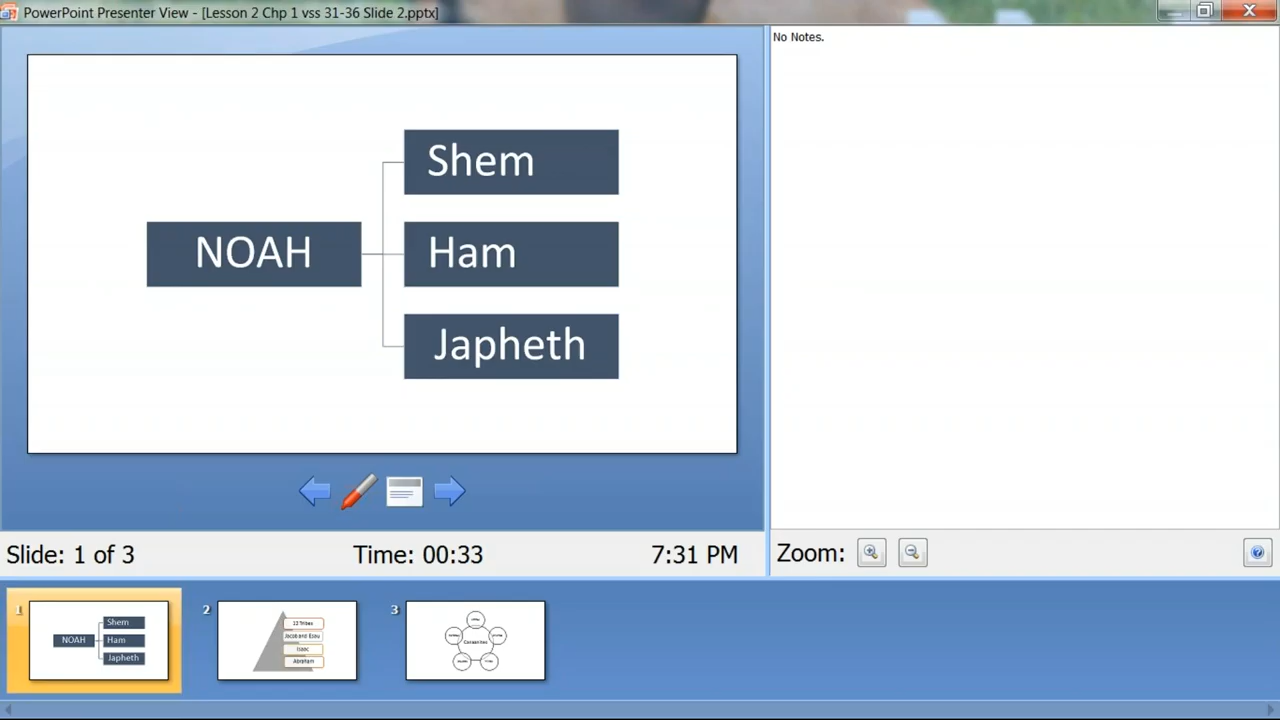 PowerPoint Presenter View - [Lesson 2 Chp 1 vss 31-36 Slide 2.pptx]
No Notes.
NOAH
Shem
Ham
Japheth
Slide: 1 of 3
Time: 00:33
7:31 PM
Zoom:
1
NOAH
Shem
Ham
Japheth
2
12 Tribes
Jacob and Esau
Isaac
Abraham
3
Canaanites